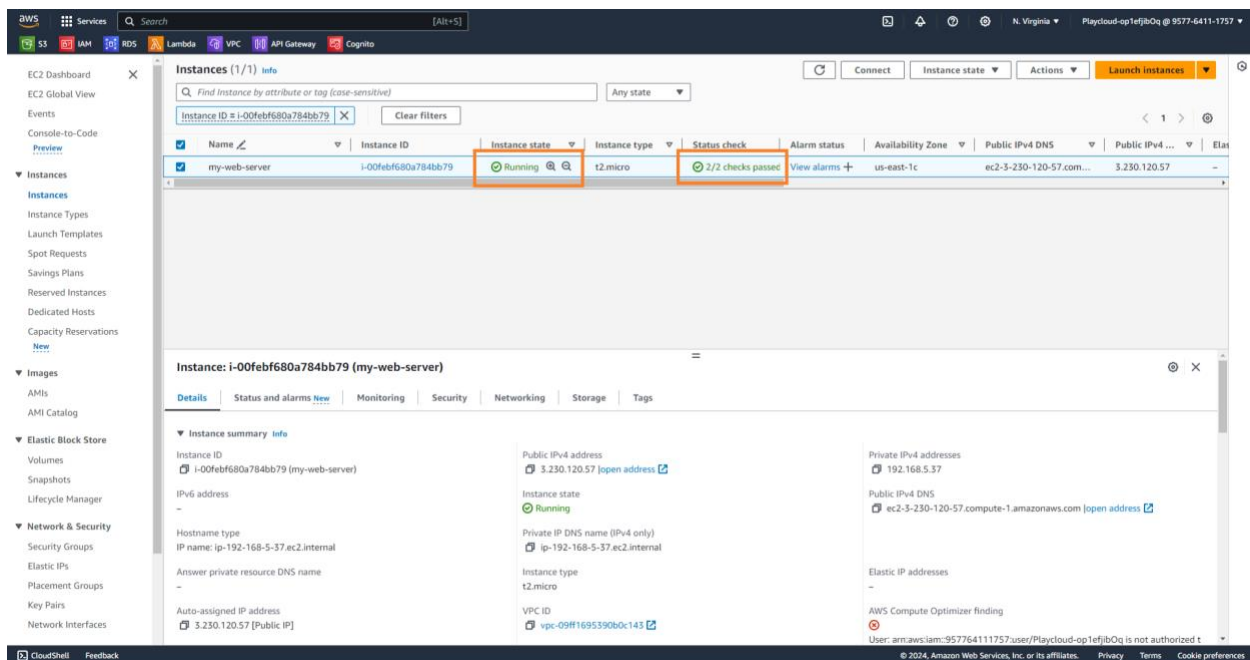 aws Services Search [Alt+S] N. Virginia Playcloud-op1efjibOq @ 9577-6411-1757
S3 IAM RDS Lambda VPC API Gateway Cognito
EC2 Dashboard
EC2 Global View
Events
Console-to-Code
Preview
Instances
Instances
Instance Types
Launch Templates
Spot Requests
Savings Plans
Reserved Instances
Dedicated Hosts
Capacity Reservations
New
Images
AMIs
AMI Catalog
Elastic Block Store
Volumes
Snapshots
Lifecycle Manager
Network & Security
Security Groups
Elastic IPs
Placement Groups
Key Pairs
Network Interfaces
Instances (1/1) Info Connect Instance state Actions Launch instances
Find Instance by attribute or tag (case-sensitive) Any state
Instance ID = i-00febf680a784bb79 Clear filters 1
Name Instance ID Instance state Instance type Status check Alarm status Availability Zone Public IPv4 DNS Public IPv4 ... Elas
my-web-server i-00febf680a784bb79 Running t2.micro 2/2 checks passed View alarms + us-east-1c ec2-3-230-120-57.com... 3.230.120.57 –
Instance: i-00febf680a784bb79 (my-web-server)
Details Status and alarms New Monitoring Security Networking Storage Tags
Instance summary Info
Instance ID Public IPv4 address Private IPv4 addresses
i-00febf680a784bb79 (my-web-server) 3.230.120.57 |open address 192.168.5.37
IPv6 address Instance state Public IPv4 DNS
– Running ec2-3-230-120-57.compute-1.amazonaws.com |open address
Hostname type Private IP DNS name (IPv4 only)
IP name: ip-192-168-5-37.ec2.internal ip-192-168-5-37.ec2.internal
Answer private resource DNS name Instance type Elastic IP addresses
– t2.micro –
Auto-assigned IP address VPC ID AWS Compute Optimizer finding
3.230.120.57 [Public IP] vpc-09ff1695390b0c143
User: arn:aws:iam::957764111757:user/Playcloud-op1efjibOq is not authorized t
CloudShell Feedback © 2024, Amazon Web Services, Inc. or its affiliates. Privacy Terms Cookie preferences